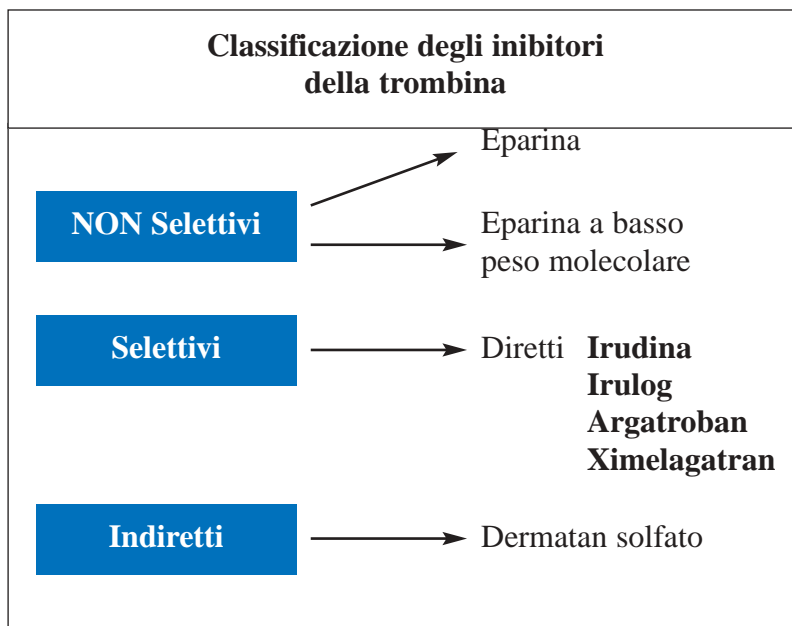 Classificazione degli inibitori
della trombina
Eparina
NON Selettivi
Eparina a basso
peso molecolare
Selettivi
Diretti Irudina
Irulog
Argatroban
Ximelagatran
Indiretti
Dermatan solfato